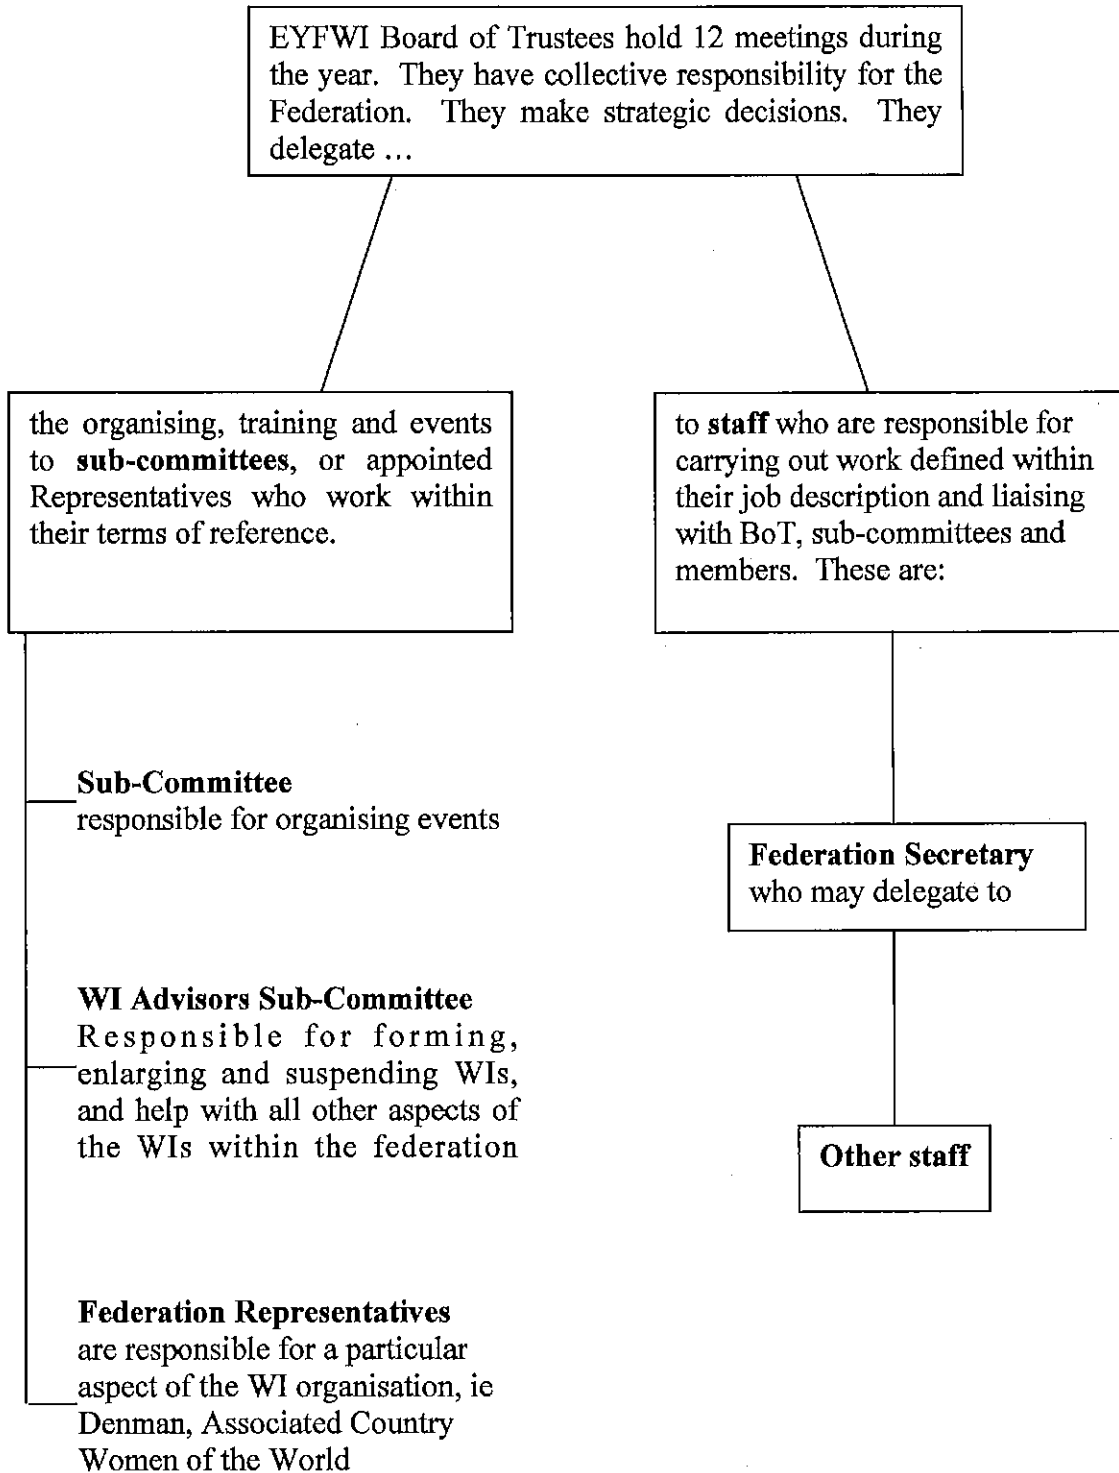 EYFWI Board of Trustees hold 12 meetings during
the year. They have collective responsibility for the
Federation. They make strategic decisions. They
delegate ...
the organising, training and events
to sub-committees, or appointed
Representatives who work within
their terms of reference.
to staff who are responsible for
carrying out work defined within
their job description and liaising
with BoT, sub-committees and
members. These are:
Sub-Committee
responsible for organising events
WI Advisors Sub-Committee
Responsible for forming,
enlarging and suspending WIs,
and help with all other aspects of
the WIs within the federation
Federation Representatives
are responsible for a particular
aspect of the WI organisation, ie
Denman, Associated Country
Women of the World
Federation Secretary
who may delegate to
Other staff